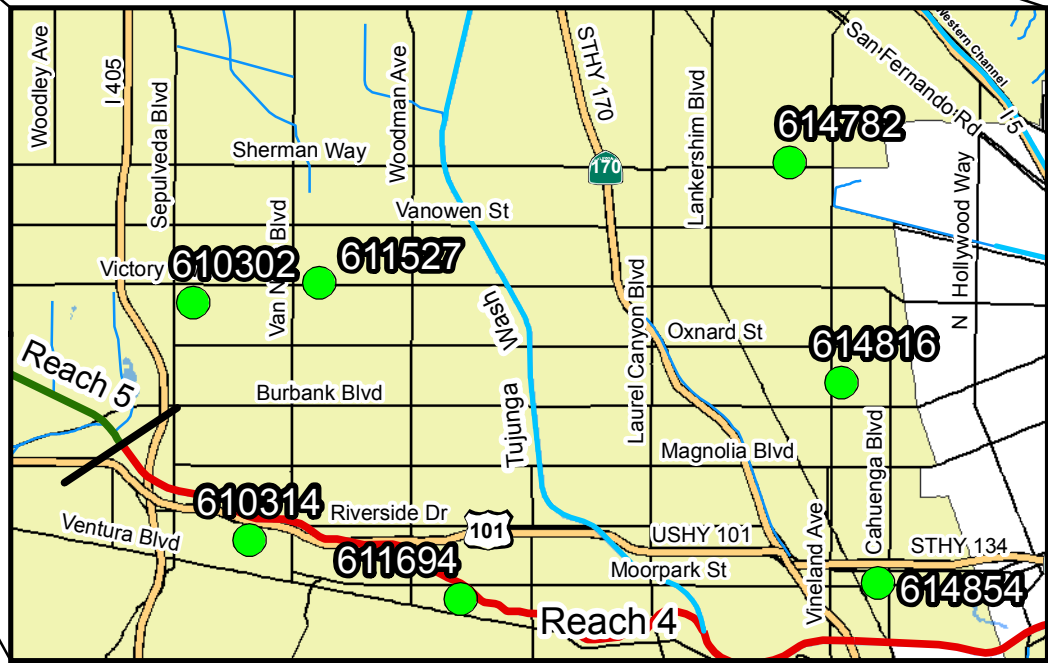 Woodley Ave
I 405
Sepulveda Blvd
Woodman Ave
STHY 170
Lankershim Blvd
Western Channel
San Fernando Rd
I 5
614782
Sherman Way
170
N Hollywood Way
Vanowen St
Van N Blvd
Victory
610302
611527
Wash
Laurel Canyon Blvd
Oxnard St
614816
Reach 5
Burbank Blvd
Tujunga
Magnolia Blvd
Cahuenga Blvd
610314
Riverside Dr
101
USHY 101
Vineland Ave
STHY 134
Ventura Blvd
611694
Moorpark St
614854
Reach 4